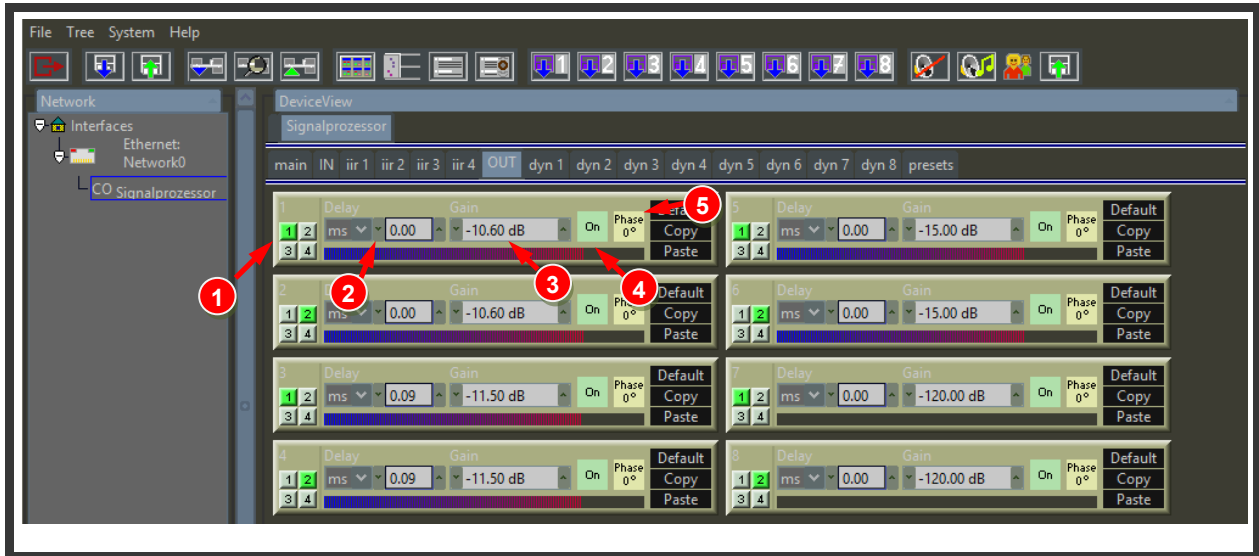 File Tree System Help
1 2 3 4 5 6 7 8
Network
DeviceView
Interfaces
Ethernet:
Network0
CO Signalprozessor
Signalprozessor
main IN iir 1 iir 2 iir 3 iir 4 OUT dyn 1 dyn 2 dyn 3 dyn 4 dyn 5 dyn 6 dyn 7 dyn 8 presets
1 Delay Gain
1 2 ms 0.00 -10.60 dB On Phase 0° Default
3 4 Copy
Paste
5 Delay Gain
1 2 ms 0.00 -15.00 dB On Phase 0° Default
3 4 Copy
Paste
1
2
3
4
5
2 Delay Gain
1 2 ms 0.00 -10.60 dB On Phase 0° Default
3 4 Copy
Paste
6 Delay Gain
1 2 ms 0.00 -15.00 dB On Phase 0° Default
3 4 Copy
Paste
3 Delay Gain
1 2 ms 0.09 -11.50 dB On Phase 0° Default
3 4 Copy
Paste
7 Delay Gain
1 2 ms 0.00 -120.00 dB On Phase 0° Default
3 4 Copy
Paste
4 Delay Gain
1 2 ms 0.09 -11.50 dB On Phase 0° Default
3 4 Copy
Paste
8 Delay Gain
1 2 ms 0.00 -120.00 dB On Phase 0° Default
3 4 Copy
Paste